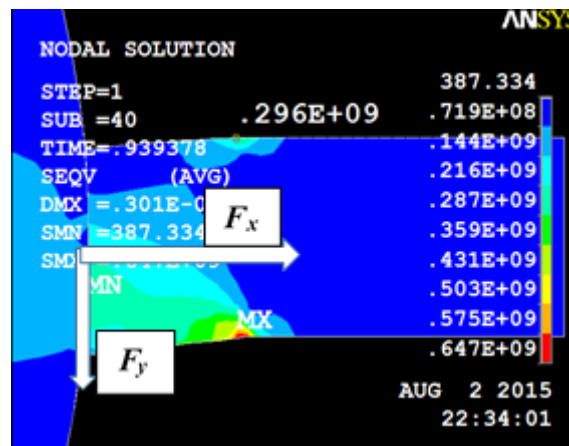 ANSYS
NODAL SOLUTION
STEP=1
SUB =40
TIME=.939378
SEQV (AVG)
DMX =.301E-0
SMN =387.334
SMX
.296E+09
387.334
.719E+08
.144E+09
.216E+09
.287E+09
.359E+09
.431E+09
.503E+09
.575E+09
.647E+09
Fx
MN
MX
Fy
AUG 2 2015
22:34:01